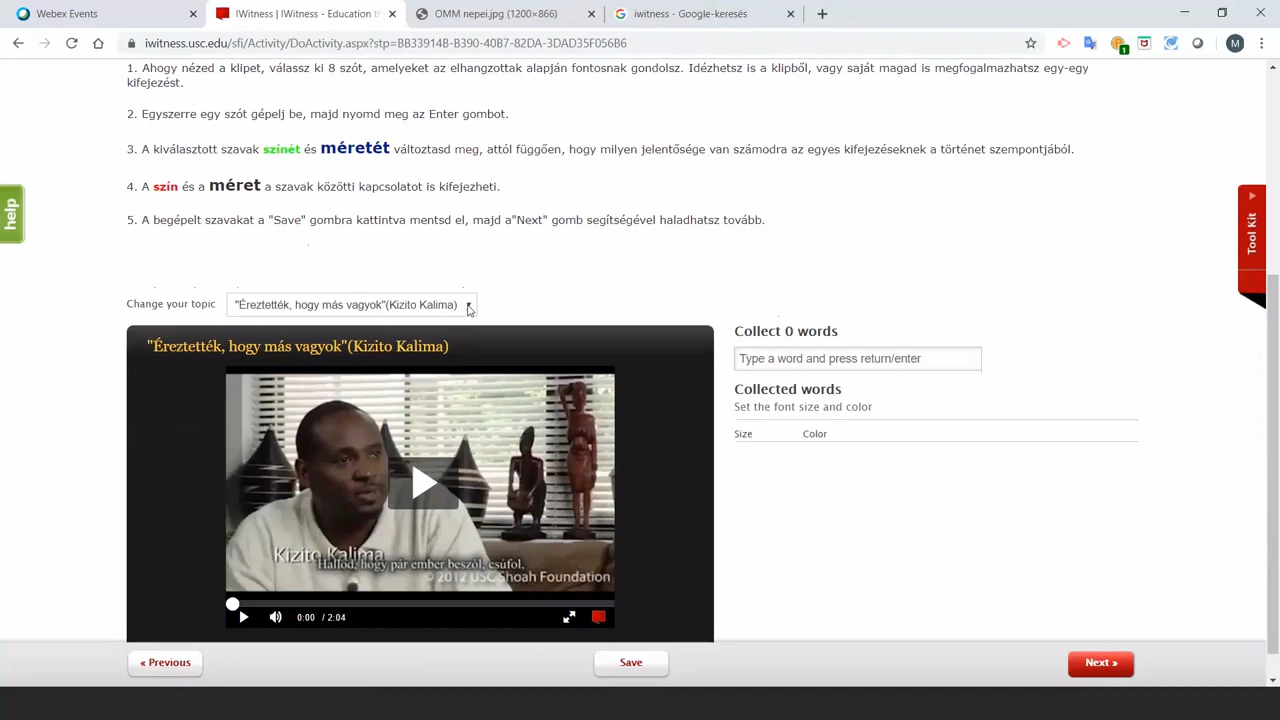 Webex Events
IWitness | IWitness - Education t
OMM nepei.jpg (1200×866)
iwitness - Google-keresés
iwitness.usc.edu/sfi/Activity/DoActivity.aspx?stp=BB33914B-B390-40B7-82DA-3DAD35F056B6
M
1
1. Ahogy nézed a klipet, válassz ki 8 szót, amelyeket az elhangzottak alapján fontosnak gondolsz. Idézhetsz is a klipből, vagy saját magad is megfogalmazhatsz egy-egy
kifejezést.
2. Egyszerre egy szót gépelj be, majd nyomd meg az Enter gombot.
3. A kiválasztott szavak színét és méretét változtasd meg, attól függően, hogy milyen jelentősége van számodra az egyes kifejezéseknek a történet szempontjából.
4. A szín és a méret a szavak közötti kapcsolatot is kifejezheti.
5. A begépelt szavakat a "Save" gombra kattintva mentsd el, majd a"Next" gomb segítségével haladhatsz tovább.
help
Tool Kit
Change your topic
"Éreztették, hogy más vagyok"(Kizito Kalima)
"Éreztették, hogy más vagyok"(Kizito Kalima)
Collect 0 words
Type a word and press return/enter
Collected words
Set the font size and color
Size Color
Kizito Kalima
Hallod, hogy pár ember beszól, csúfol,
© 2012 USC Shoah Foundation
0:00 / 2:04
« Previous
Save
Next »